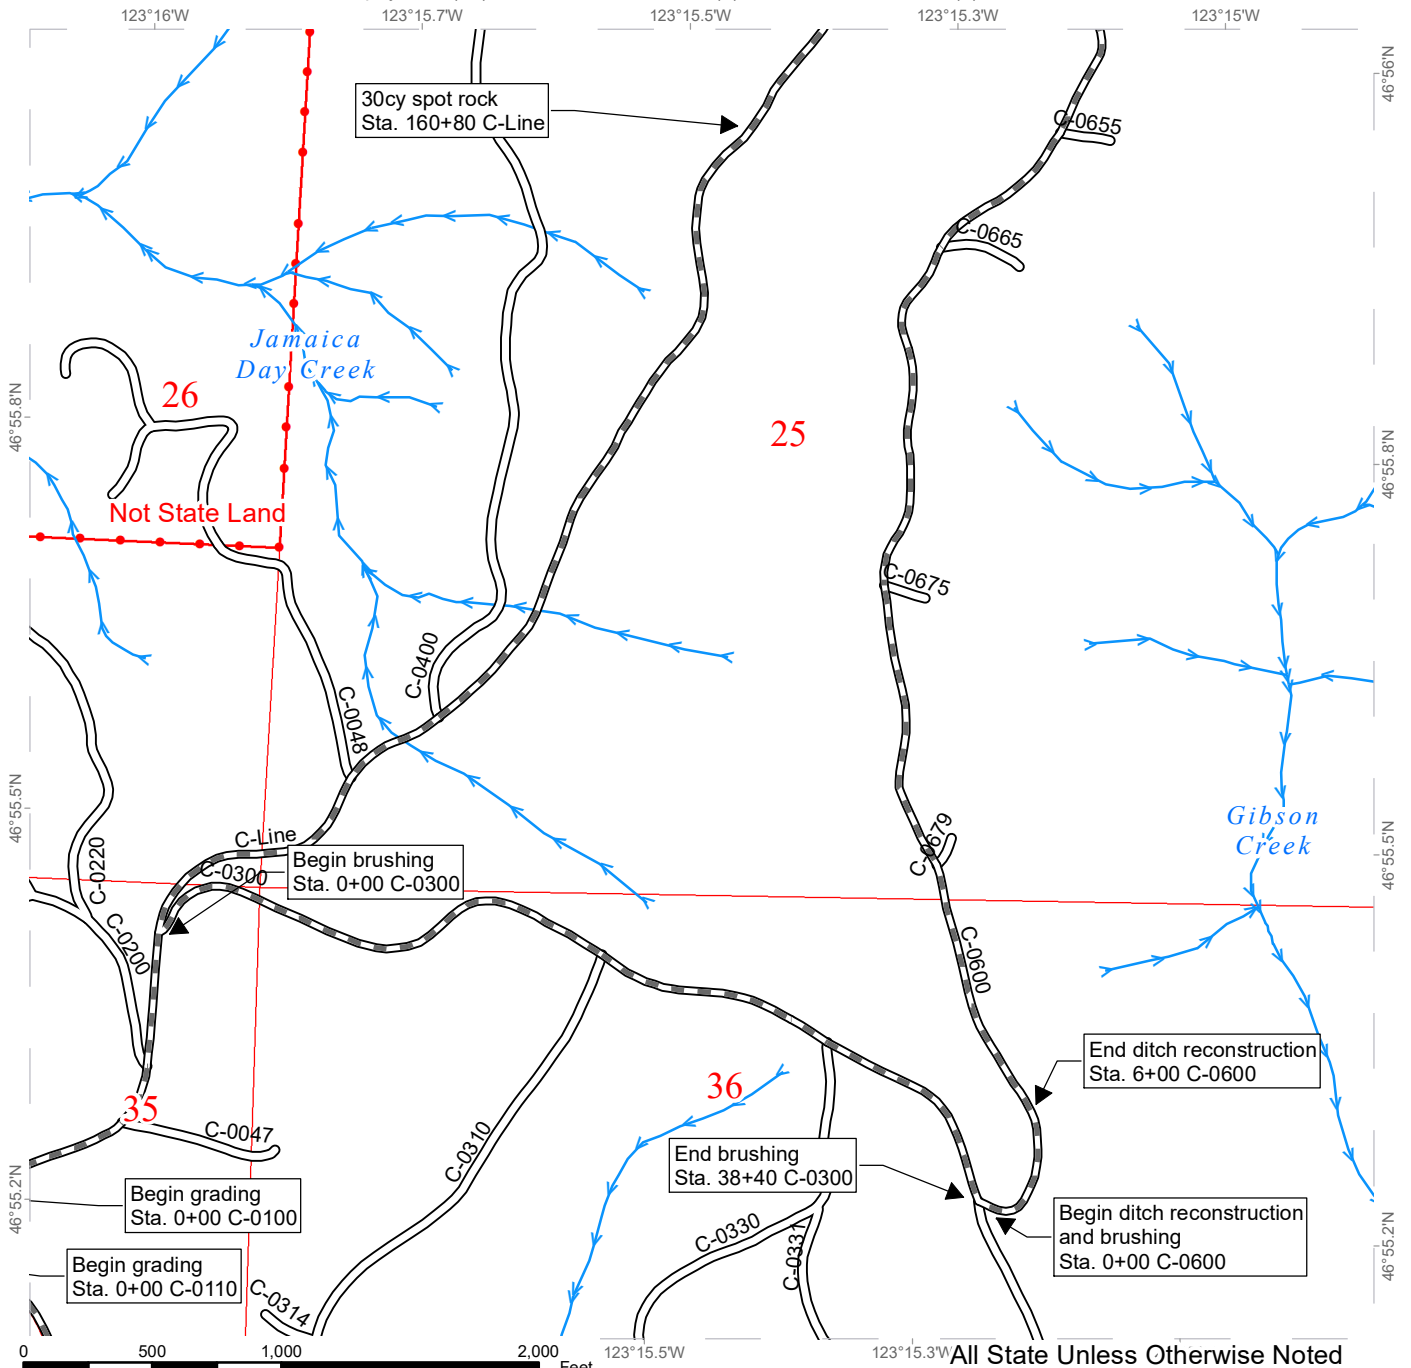 123°16'W
123°15.7'W
123°15.5'W
123°15.3'W
123°15'W
46°56'N
30cy spot rock
Sta. 160+80 C-Line
C-0655
C-0665
Jamaica
Day Creek
26
25
46°55.8'N
46°55.8'N
Not State Land
C-0675
C-0400
C-0048
46°55.5'N
46°55.5'N
Gibson
Creek
C-Line
C-0679
C-0220
C-0300
Begin brushing
Sta. 0+00 C-0300
C-0200
C-0600
End ditch reconstruction
Sta. 6+00 C-0600
36
35
C-0047
C-0310
End brushing
Sta. 38+40 C-0300
46°55.2'N
46°55.2'N
Begin grading
Sta. 0+00 C-0100
Begin ditch reconstruction
and brushing
Sta. 0+00 C-0600
C-0330
C-0331
Begin grading
Sta. 0+00 C-0110
C-0314
0
500
1,000
2,000
Feet
123°15.5'W
123°15.3'W
All State Unless Otherwise Noted